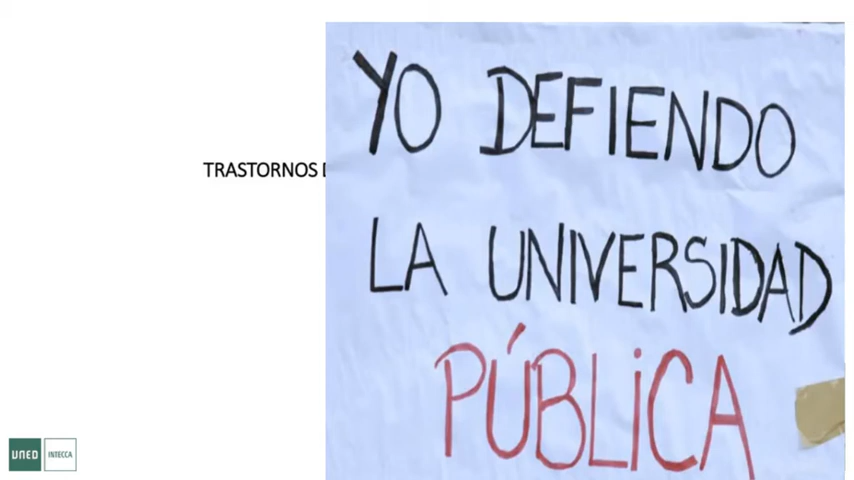 YO DEFIENDO
TRASTORNOS
LA UNIVERSIDAD
PÚBLICA
UNED
INTECCA